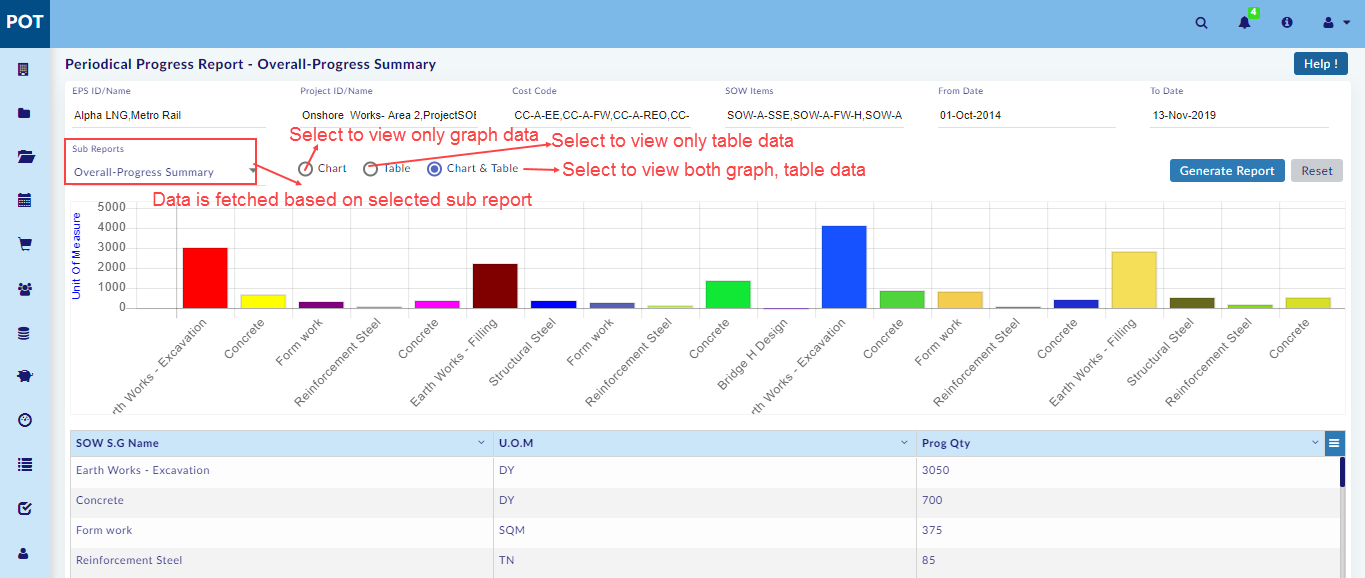 POT
4
Periodical Progress Report - Overall-Progress Summary
Help !
EPS ID/Name Project ID/Name Cost Code SOW Items From Date To Date
Alpha LNG,Metro Rail Onshore Works- Area 2,ProjectSOE CC-A-EE,CC-A-FW,CC-A-REO,CC- SOW-A-SSE,SOW-A-FW-H,SOW-A 01-Oct-2014 13-Nov-2019
Select to view only graph data
Select to view only table data
Sub Reports
Overall-Progress Summary
Chart Table Chart & Table
Select to view both graph, table data
Generate Report Reset
Data is fetched based on selected sub report
Unit Of Measure
5000
4000
3000
2000
1000
0
rth Works - Excavation
Concrete
Form work
Reinforcement Steel
Concrete
Earth Works - Filling
Structural Steel
Form work
Reinforcement Steel
Concrete
Bridge H Design
rth Works - Excavation
Concrete
Form work
Reinforcement Steel
Concrete
Earth Works - Filling
Structural Steel
Reinforcement Steel
Concrete
SOW S.G Name U.O.M Prog Qty
Earth Works - Excavation DY 3050
Concrete DY 700
Form work SQM 375
Reinforcement Steel TN 85